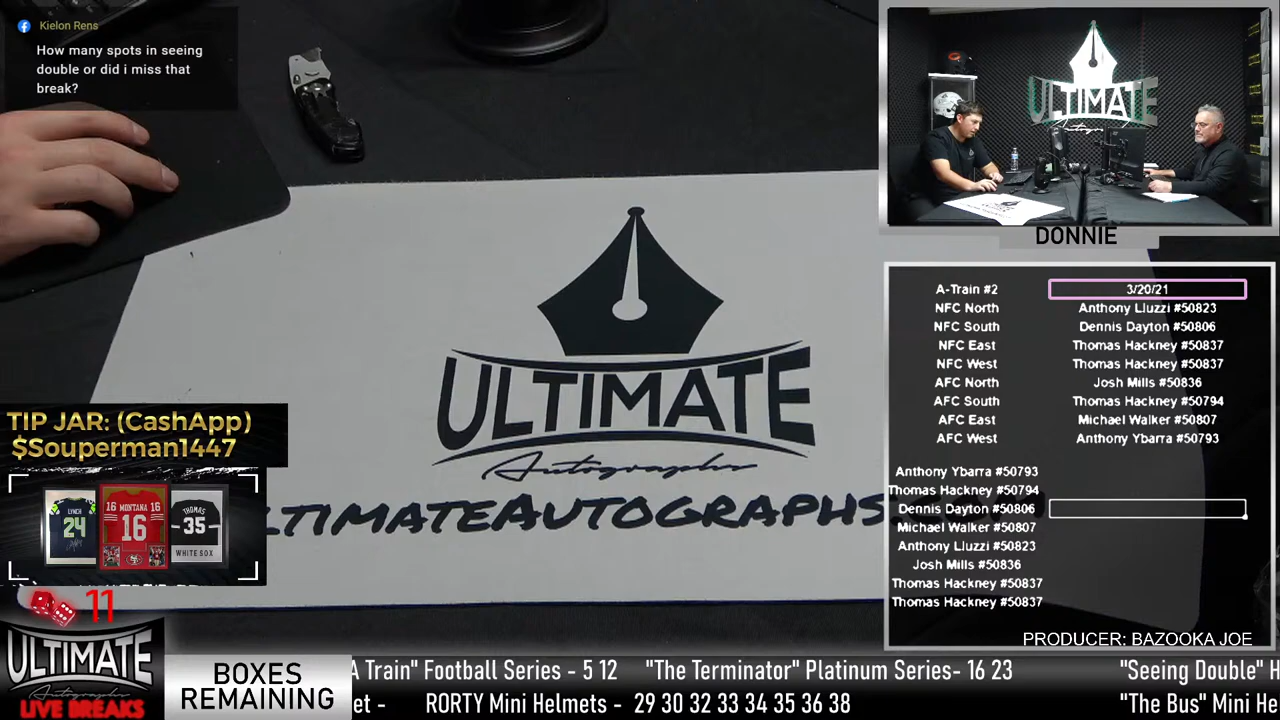 Kielon Rens
How many spots in seeing
double or did i miss that
break?
ULTIMATE
Autographs
DONNIE
A-Train #2 3/20/21
NFC North Anthony Lluzzi #50823
NFC South Dennis Dayton #50806
NFC East Thomas Hackney #50837
NFC West Thomas Hackney #50837
AFC North Josh Mills #50836
AFC South Thomas Hackney #50794
AFC East Michael Walker #50807
AFC West Anthony Ybarra #50793
Anthony Ybarra #50793
Thomas Hackney #50794
Dennis Dayton #50806
Michael Walker #50807
Anthony Lluzzi #50823
Josh Mills #50836
Thomas Hackney #50837
Thomas Hackney #50837
PRODUCER: BAZOOKA JOE
ULTIMATE
Autographs
LTIMATEAUTOGRAPHS
TIP JAR: (CashApp)
$Souperman1447
LYNCH
24
16 MONTANA 16
16
THOMAS
35
WHITE SOX
11
ULTIMATE
Autographs
LIVE BREAKS
BOXES
REMAINING
A Train" Football Series - 5 12 "The Terminator" Platinum Series- 16 23 "Seeing Double" H
et - RORTY Mini Helmets - 29 30 32 33 34 35 36 38 "The Bus" Mini He